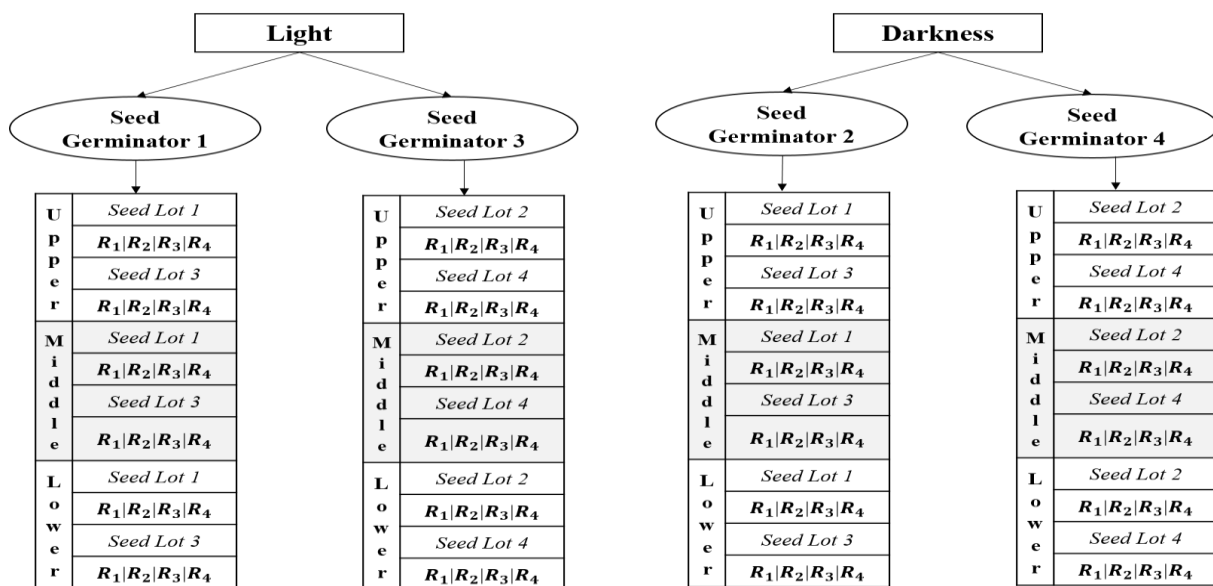 Light
Darkness
Seed
Germinator 1
Seed
Germinator 3
Seed
Germinator 2
Seed
Germinator 4
Upper
Seed Lot 1
R₁|R₂|R₃|R₄
Seed Lot 3
R₁|R₂|R₃|R₄
Middle
Seed Lot 1
R₁|R₂|R₃|R₄
Seed Lot 3
R₁|R₂|R₃|R₄
Lower
Seed Lot 1
R₁|R₂|R₃|R₄
Seed Lot 3
R₁|R₂|R₃|R₄
Upper
Seed Lot 2
R₁|R₂|R₃|R₄
Seed Lot 4
R₁|R₂|R₃|R₄
Middle
Seed Lot 2
R₁|R₂|R₃|R₄
Seed Lot 4
R₁|R₂|R₃|R₄
Lower
Seed Lot 2
R₁|R₂|R₃|R₄
Seed Lot 4
R₁|R₂|R₃|R₄
Upper
Seed Lot 1
R₁|R₂|R₃|R₄
Seed Lot 3
R₁|R₂|R₃|R₄
Middle
Seed Lot 1
R₁|R₂|R₃|R₄
Seed Lot 3
R₁|R₂|R₃|R₄
Lower
Seed Lot 1
R₁|R₂|R₃|R₄
Seed Lot 3
R₁|R₂|R₃|R₄
Upper
Seed Lot 2
R₁|R₂|R₃|R₄
Seed Lot 4
R₁|R₂|R₃|R₄
Middle
Seed Lot 2
R₁|R₂|R₃|R₄
Seed Lot 4
R₁|R₂|R₃|R₄
Lower
Seed Lot 2
R₁|R₂|R₃|R₄
Seed Lot 4
R₁|R₂|R₃|R₄